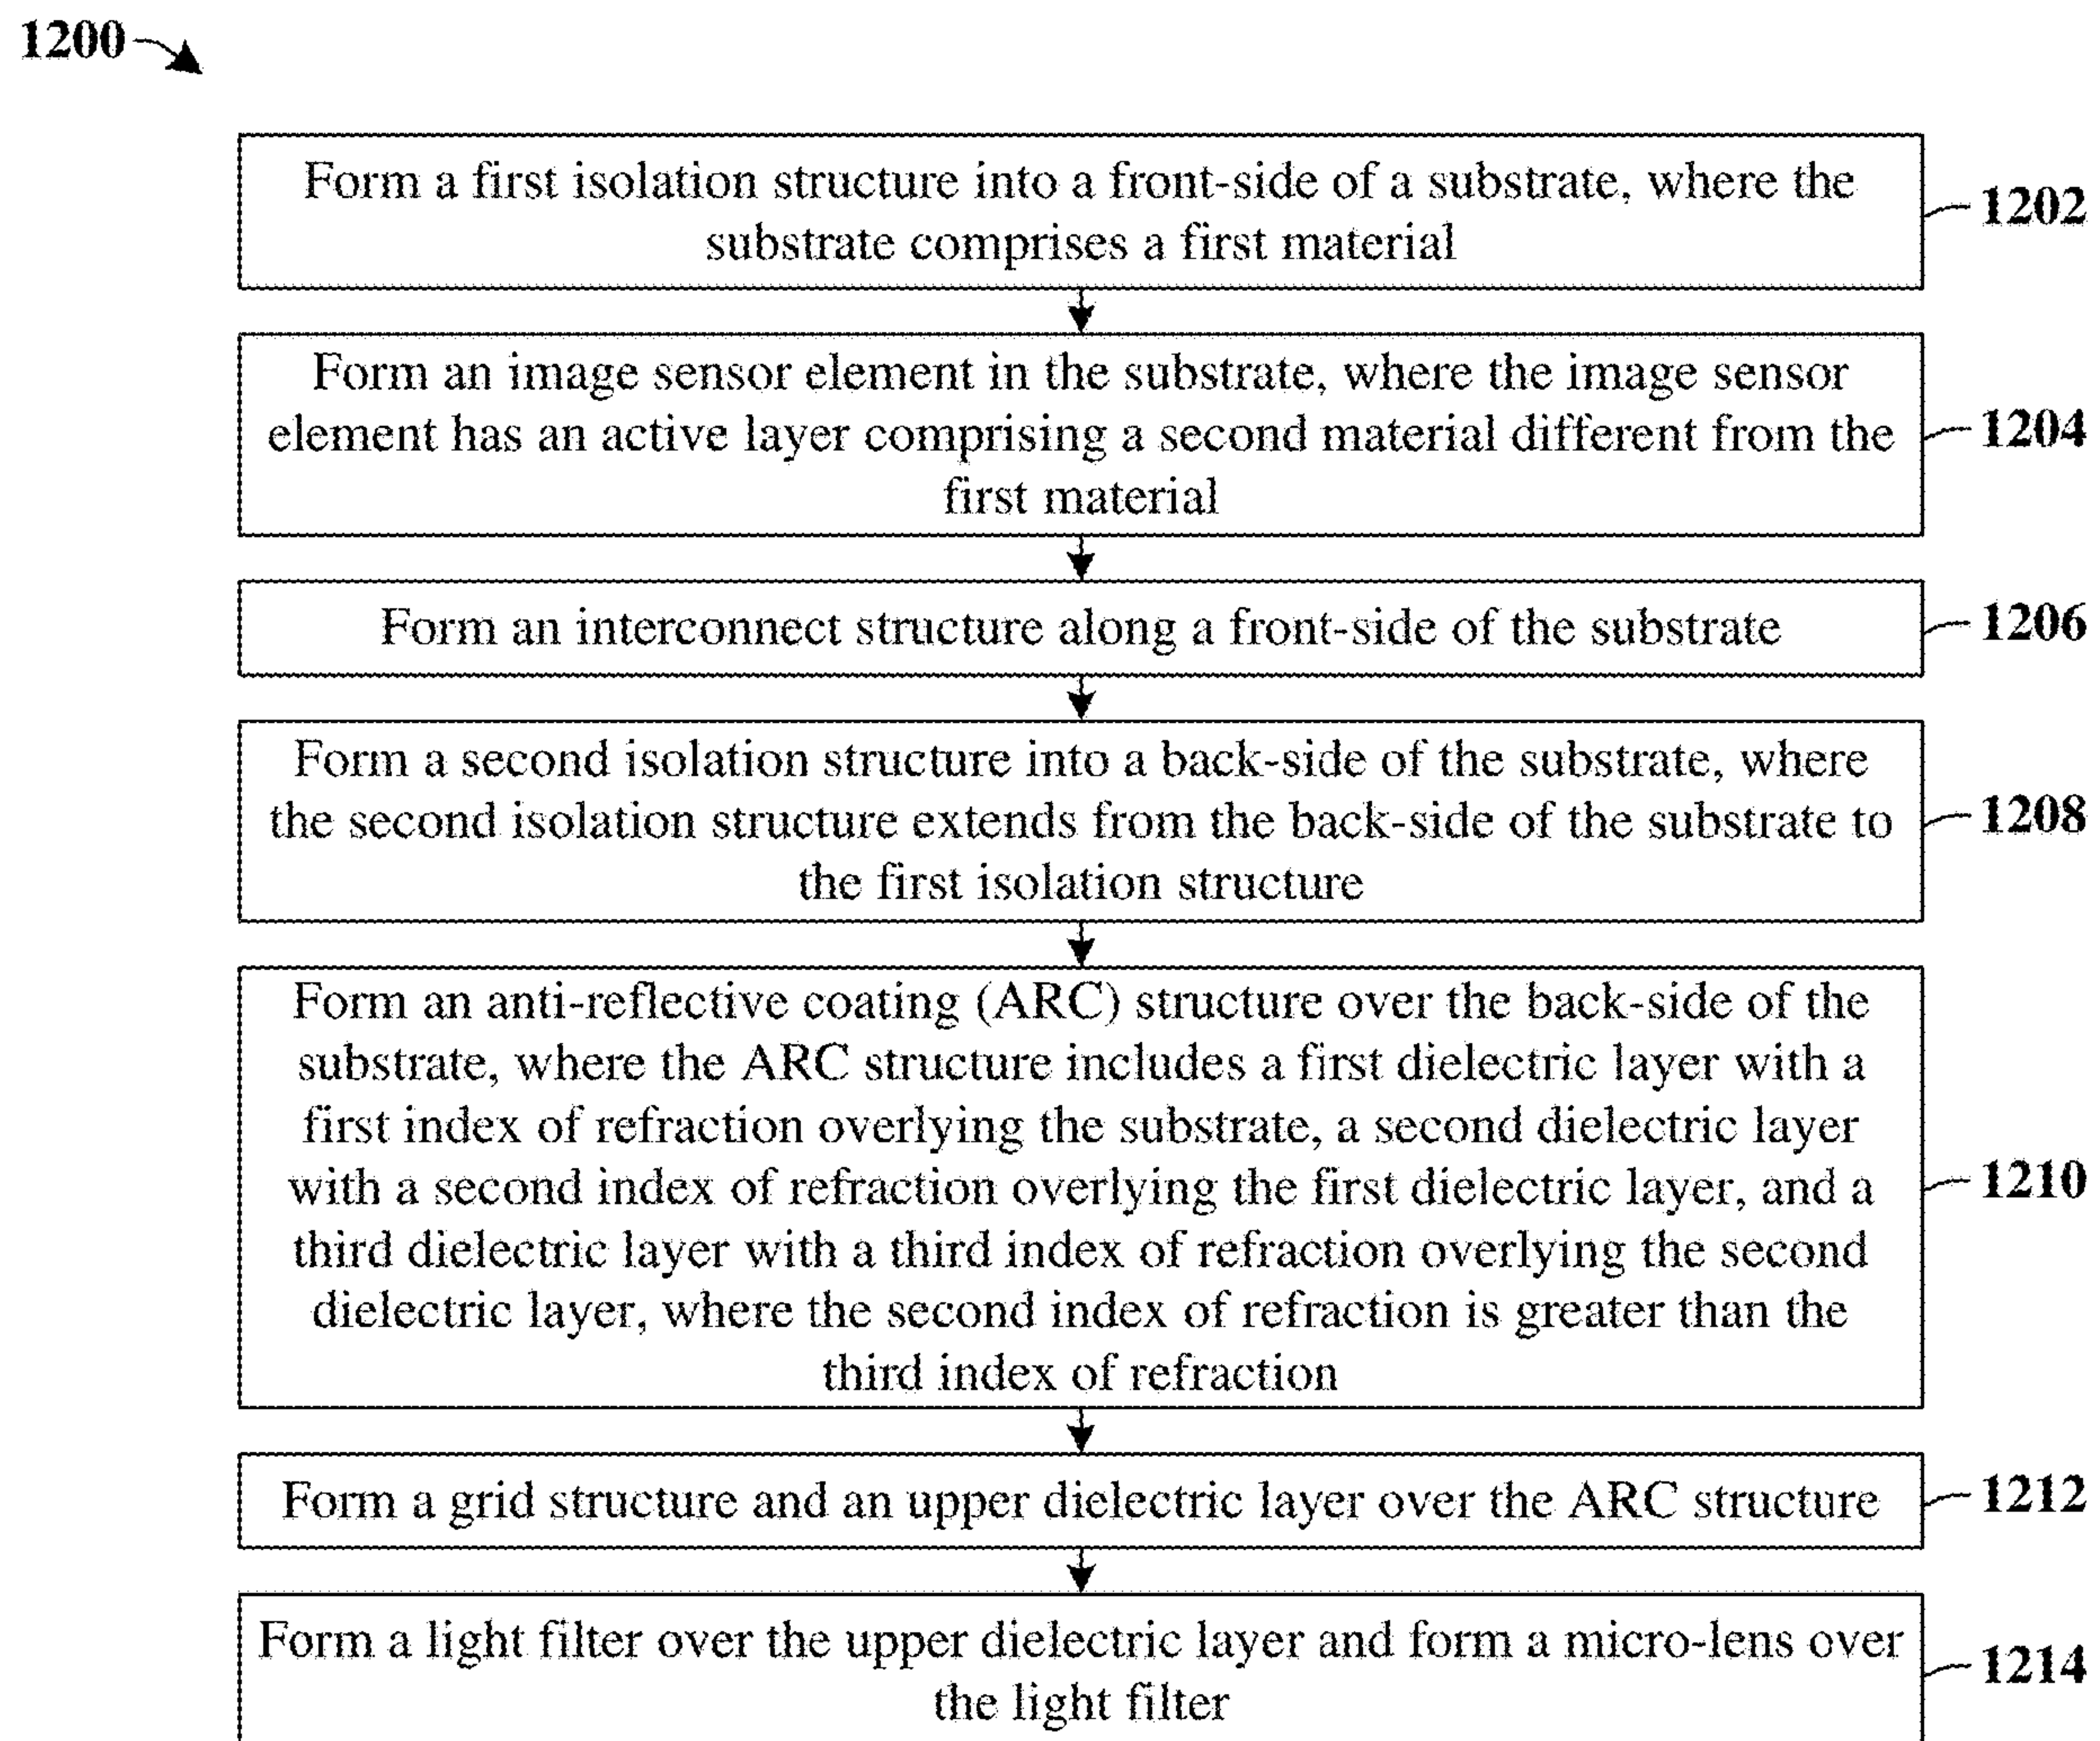 1200
Form a first isolation structure into a front-side of a substrate, where the
substrate comprises a first material
1202
Form an image sensor element in the substrate, where the image sensor
element has an active layer comprising a second material different from the
first material
1204
Form an interconnect structure along a front-side of the substrate
1206
Form a second isolation structure into a back-side of the substrate, where
the second isolation structure extends from the back-side of the substrate to
the first isolation structure
1208
Form an anti-reflective coating (ARC) structure over the back-side of the
substrate, where the ARC structure includes a first dielectric layer with a
first index of refraction overlying the substrate, a second dielectric layer
with a second index of refraction overlying the first dielectric layer, and a
third dielectric layer with a third index of refraction overlying the second
dielectric layer, where the second index of refraction is greater than the
third index of refraction
1210
Form a grid structure and an upper dielectric layer over the ARC structure
1212
Form a light filter over the upper dielectric layer and form a micro-lens over
the light filter
1214